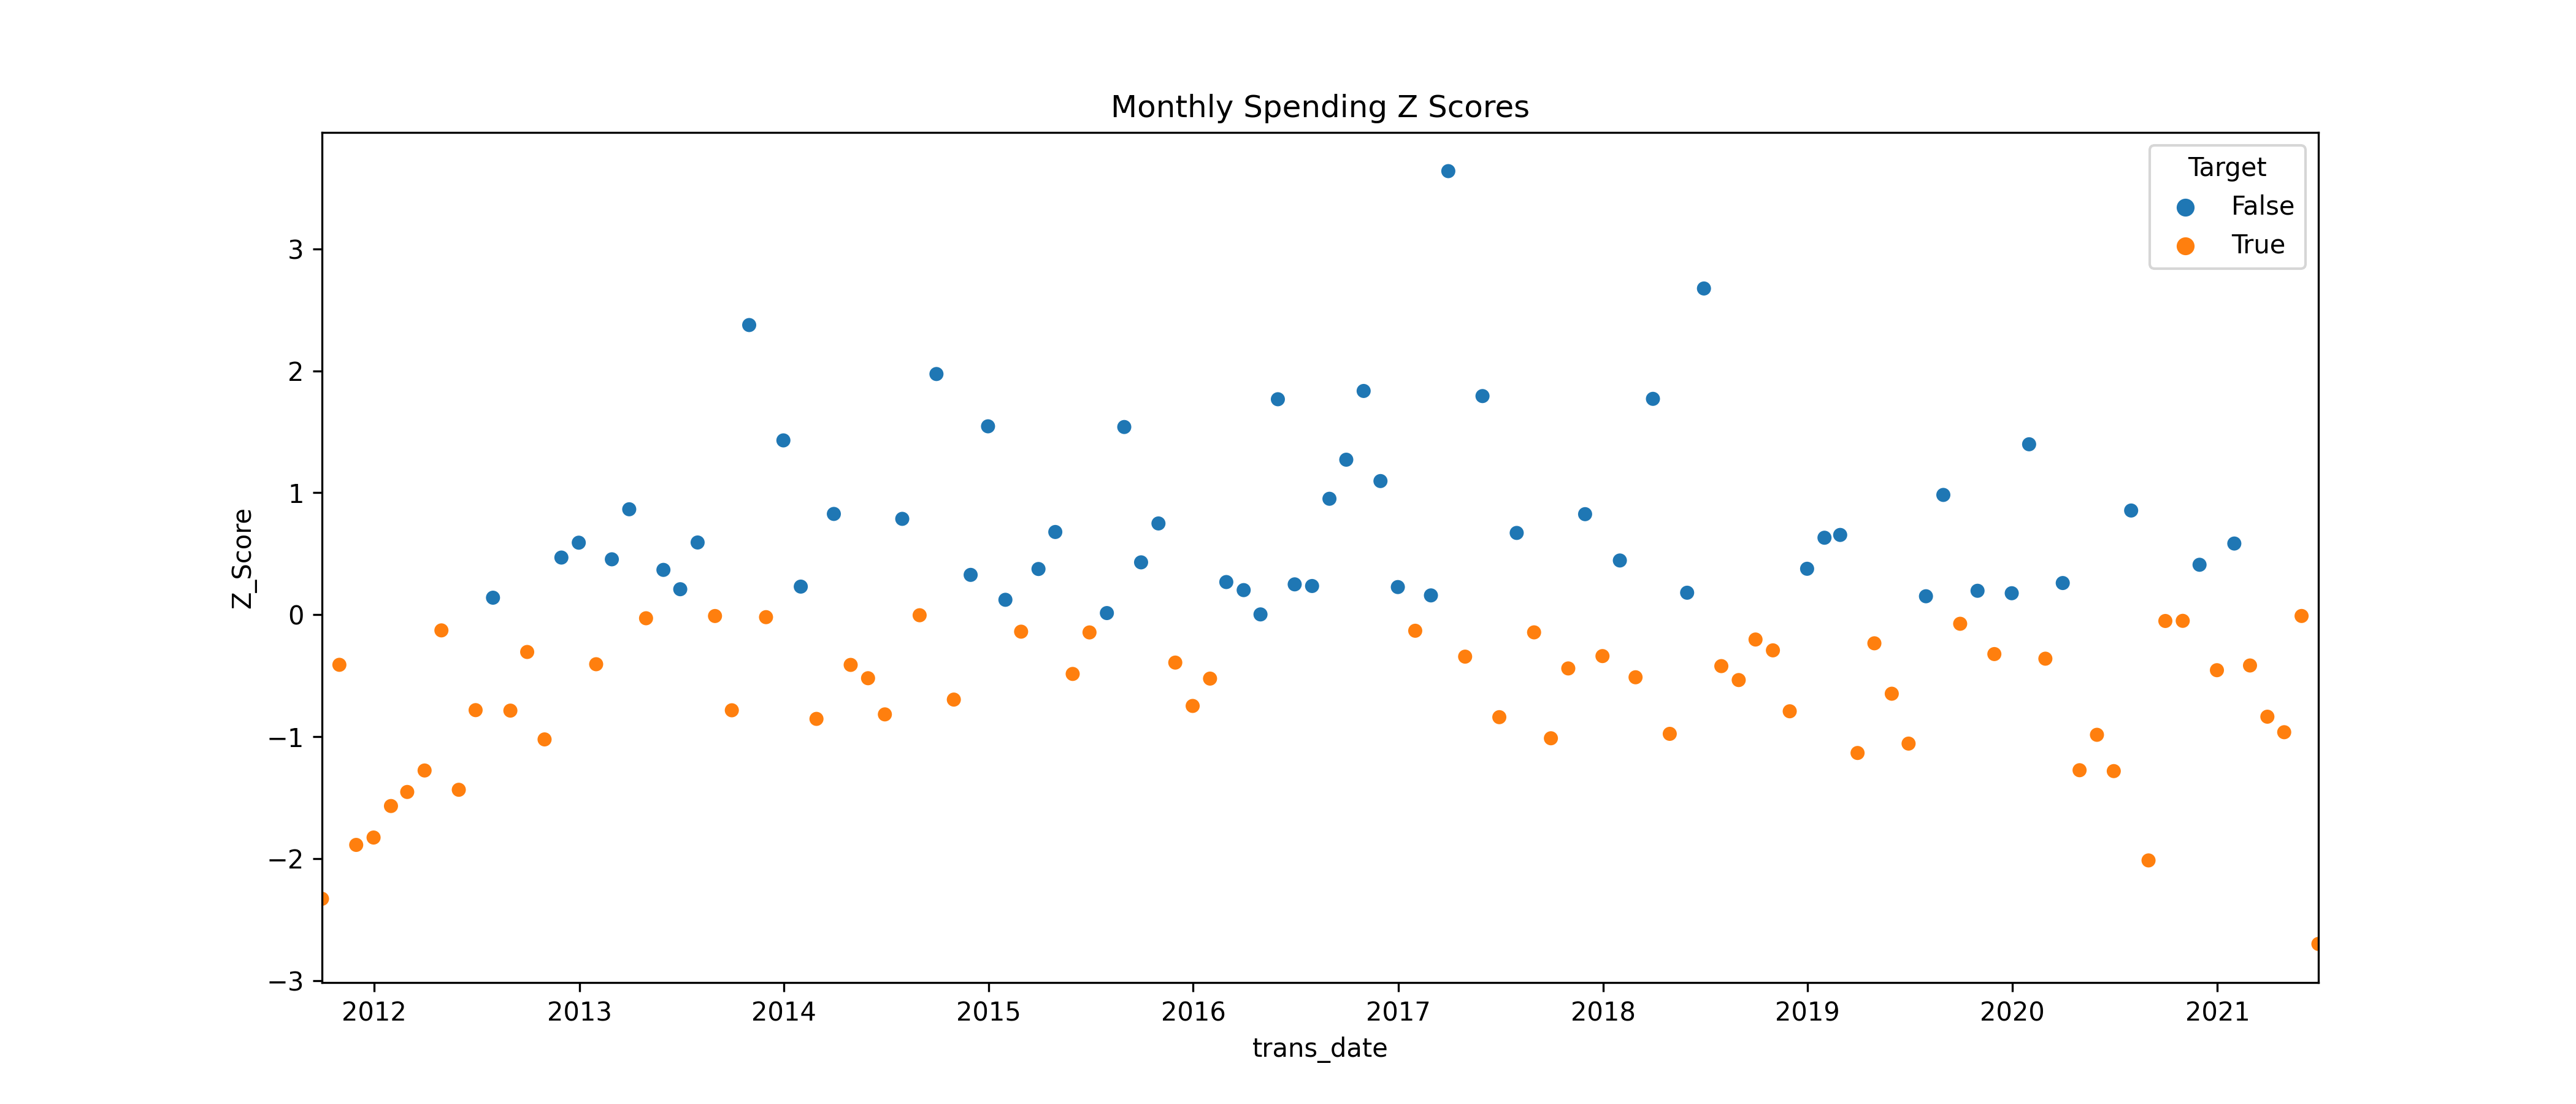 Monthly Spending Z Scores
Target
False
True
Z_Score
3
2
1
0
−1
−2
−3
2012 2013 2014 2015 2016 2017 2018 2019 2020 2021
trans_date